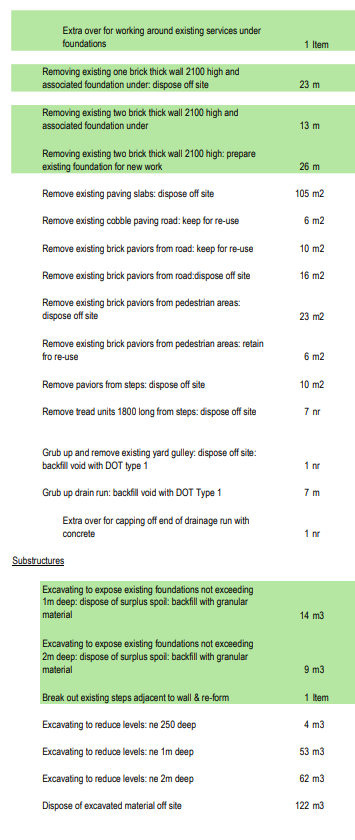 Extra over for working around existing services under
foundations 1 Item
Removing existing one brick thick wall 2100 high and
associated foundation under: dispose off site 23 m
Removing existing two brick thick wall 2100 high and
associated foundation under 13 m
Removing existing two brick thick wall 2100 high: prepare
existing foundation for new work 26 m
Remove existing paving slabs: dispose off site 105 m2
Remove existing cobble paving road: keep for re-use 6 m2
Remove existing brick paviors from road: keep for re-use 10 m2
Remove existing brick paviors from road:dispose off site 16 m2
Remove existing brick paviors from pedestrian areas:
dispose off site 23 m2
Remove existing brick paviors from pedestrian areas: retain
fro re-use 6 m2
Remove paviors from steps: dispose off site 10 m2
Remove tread units 1800 long from steps: dispose off site 7 nr
Grub up and remove existing yard gulley: dispose off site:
backfill void with DOT type 1 1 nr
Grub up drain run: backfill void with DOT Type 1 7 m
Extra over for capping off end of drainage run with
concrete 1 nr
Substructures
Excavating to expose existing foundations not exceeding
1m deep: dispose of surplus spoil: backfill with granular
material 14 m3
Excavating to expose existing foundations not exceeding
2m deep: dispose of surplus spoil: backfill with granular
material 9 m3
Break out existing steps adjacent to wall & re-form 1 Item
Excavating to reduce levels: ne 250 deep 4 m3
Excavating to reduce levels: ne 1m deep 53 m3
Excavating to reduce levels: ne 2m deep 62 m3
Dispose of excavated material off site 122 m3